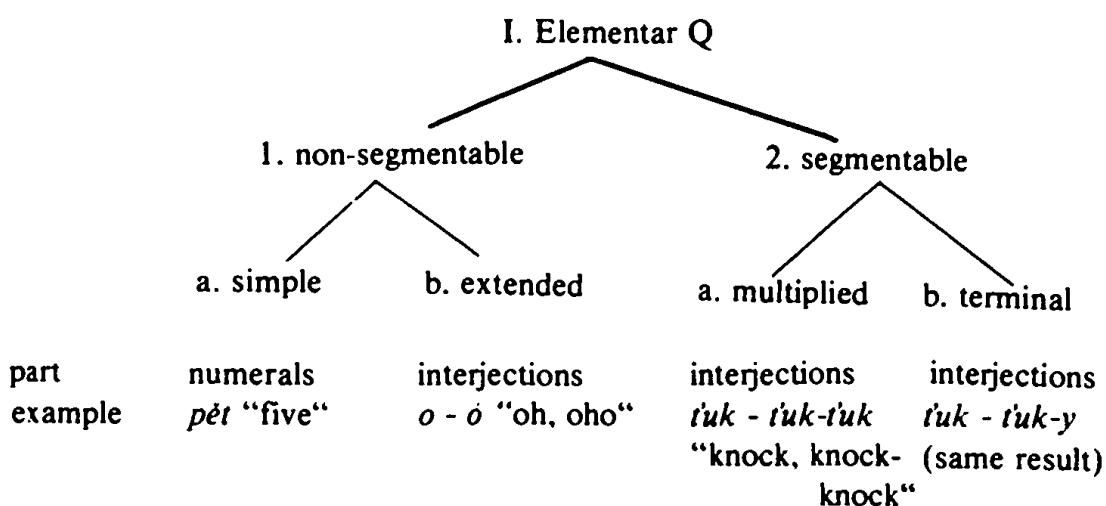 I. Elementar Q
1. non-segmentable 2. segmentable
a. simple b. extended a. multiplied b. terminal
part numerals interjections interjections interjections
example pět “five“ o - ó “oh, oho“ ťuk - ťuk-ťuk ťuk - ťuk-y
“knock, knock- (same result)
knock“